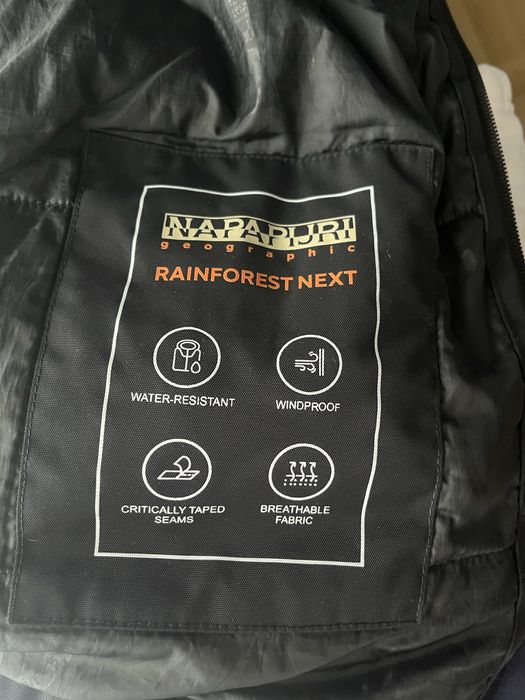 NAPAPIJRI
geographic
RAINFOREST NEXT
WATER-RESISTANT
WINDPROOF
CRITICALLY TAPED
SEAMS
BREATHABLE
FABRIC